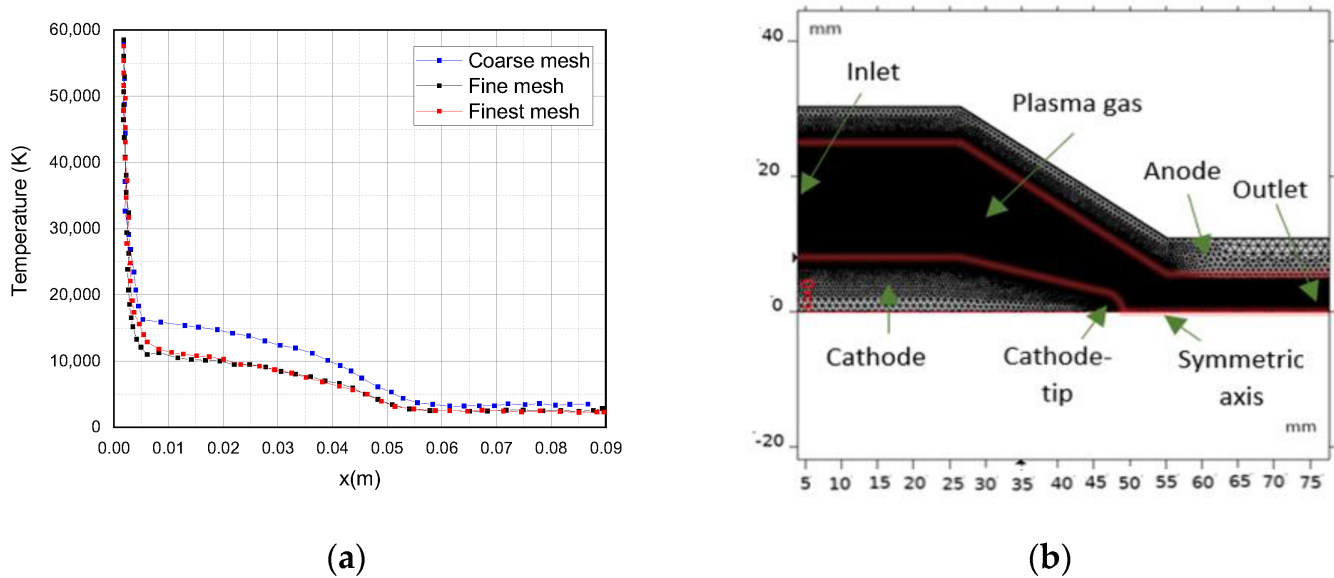 60,000
50,000
40,000
30,000
20,000
10,000
0
Temperature (K)
Coarse mesh
Fine mesh
Finest mesh
0.00 0.01 0.02 0.03 0.04 0.05 0.06 0.07 0.08 0.09
x(m)
(a)
40
20
0
-20
mm
Inlet
Plasma gas
Anode
Outlet
Cathode
Cathode-
tip
Symmetric
axis
mm
5 10 15 20 25 30 35 40 45 50 55 60 65 70 75
(b)